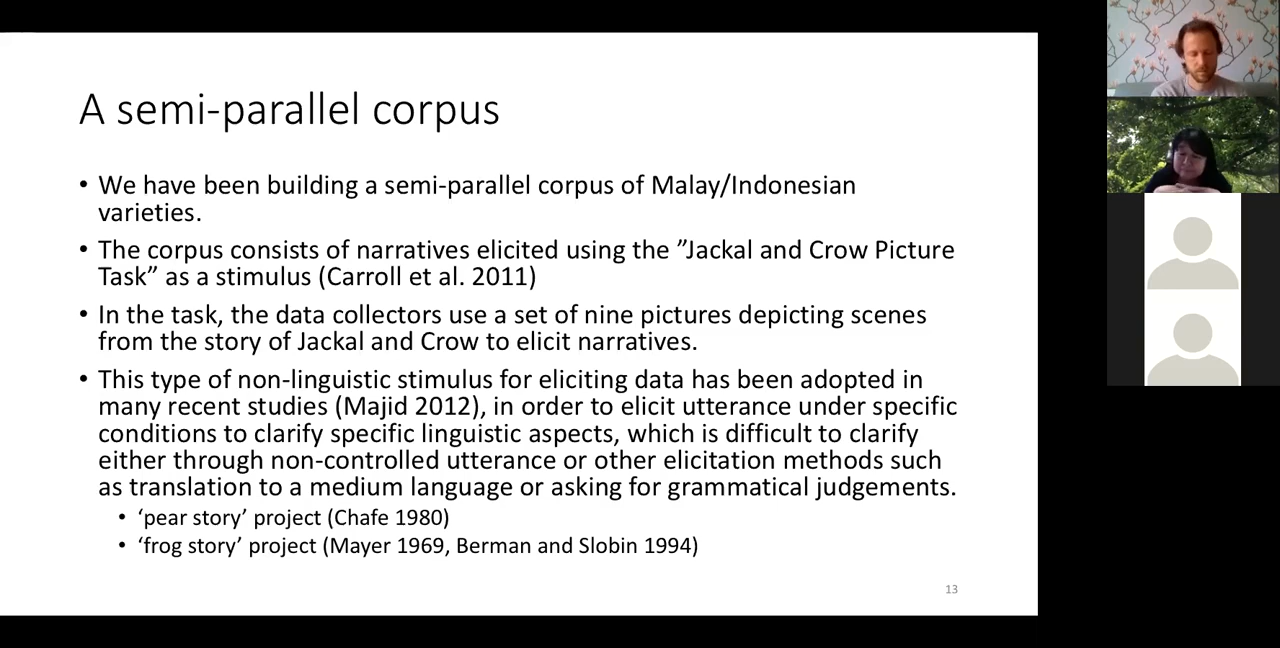 A semi-parallel corpus
• We have been building a semi-parallel corpus of Malay/Indonesian
varieties.
• The corpus consists of narratives elicited using the ”Jackal and Crow Picture
Task” as a stimulus (Carroll et al. 2011)
• In the task, the data collectors use a set of nine pictures depicting scenes
from the story of Jackal and Crow to elicit narratives.
• This type of non-linguistic stimulus for eliciting data has been adopted in
many recent studies (Majid 2012), in order to elicit utterance under specific
conditions to clarify specific linguistic aspects, which is difficult to clarify
either through non-controlled utterance or other elicitation methods such
as translation to a medium language or asking for grammatical judgements.
• ‘pear story’ project (Chafe 1980)
• ‘frog story’ project (Mayer 1969, Berman and Slobin 1994)
13